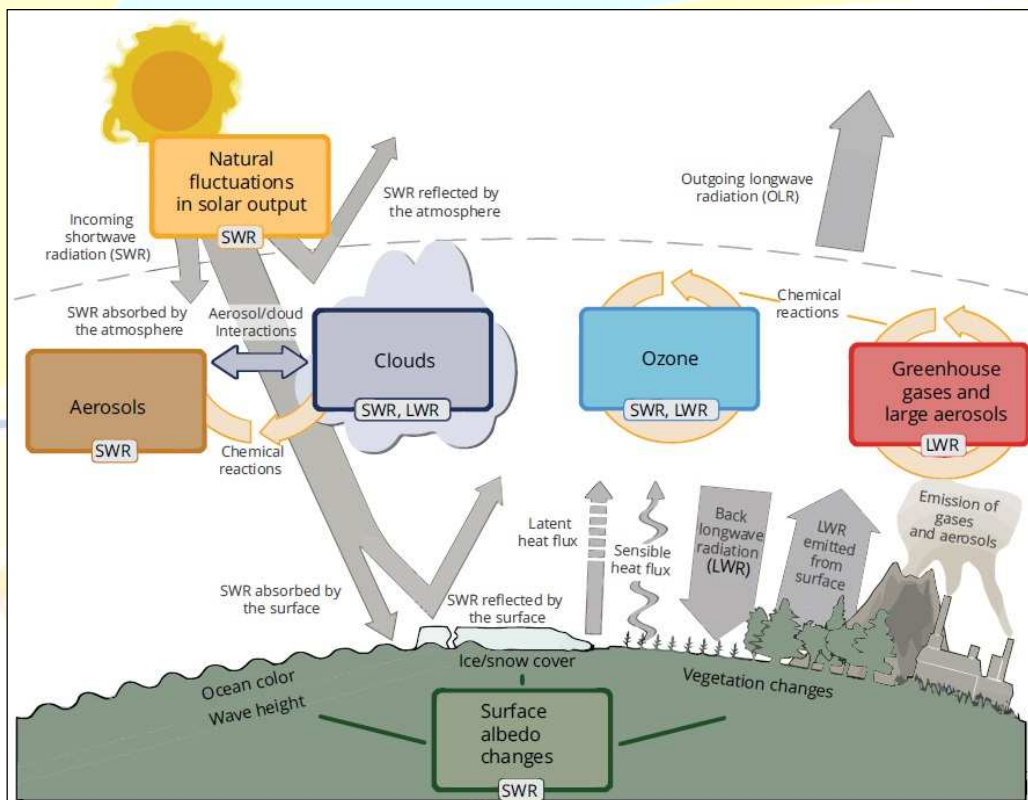 Natural
fluctuations
in solar output
SWR
Incoming
shortwave
radiation (SWR)
SWR reflected by
the atmosphere
Outgoing longwave
radiation (OLR)
SWR absorbed by
the atmosphere
Aerosol/cloud
Interactions
Chemical
reactions
Aerosols
SWR
Clouds
SWR, LWR
Ozone
SWR, LWR
Greenhouse
gases and
large aerosols
LWR
Chemical
reactions
Emission of
gases
and aerosols
Latent
heat flux
Sensible
heat flux
Back
longwave
radiation
(LWR)
LWR
emitted
from
surface
SWR absorbed by
the surface
SWR reflected by
the surface
Ice/snow cover
Ocean color
Wave height
Vegetation changes
Surface
albedo
changes
SWR